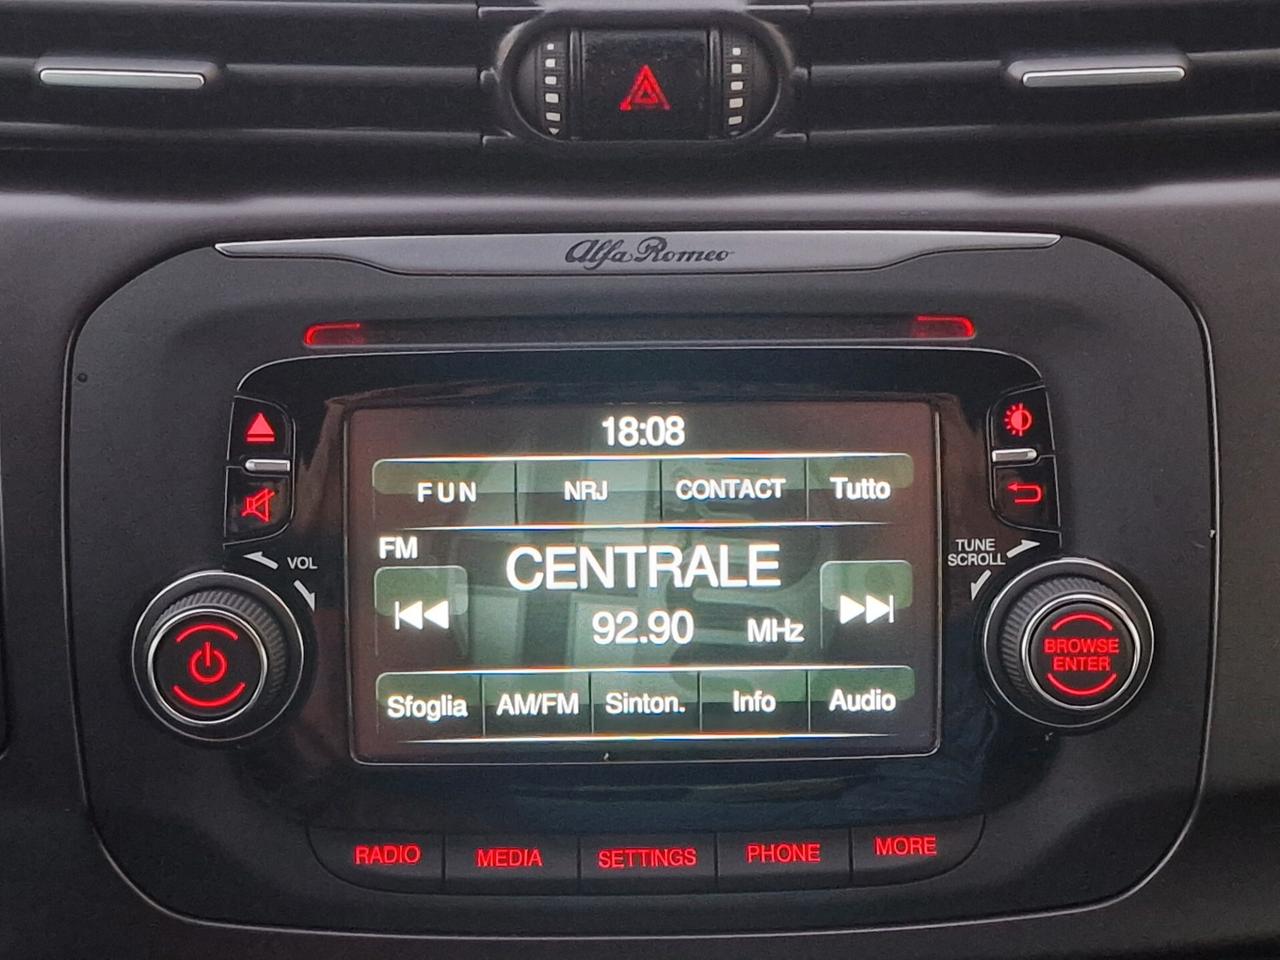 Alfa Romeo
18:08
FUN NRJ CONTACT Tutto
FM
CENTRALE
92.90 MHz
Sfoglia AM/FM Sinton. Info Audio
VOL
TUNE
SCROLL
BROWSE
ENTER
RADIO MEDIA SETTINGS PHONE MORE